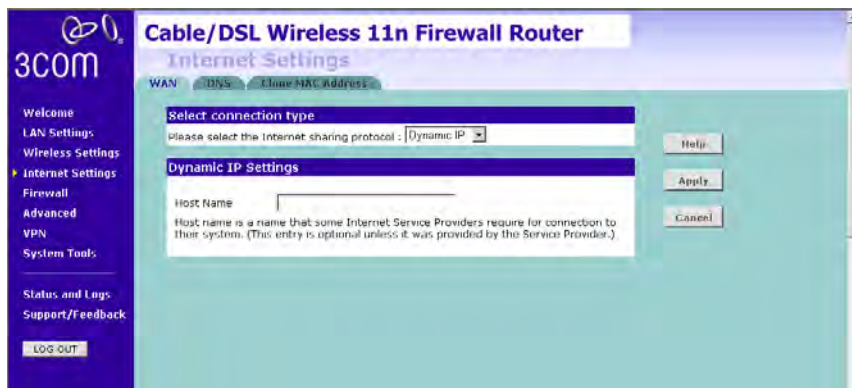 3COM
Cable/DSL Wireless 11n Firewall Router
Internet Settings
WAN
DNS
Clone MAC Address
Welcome
LAN Settings
Wireless Settings
Internet Settings
Firewall
Advanced
VPN
System Tools
Status and Logs
Support/Feedback
LOG OUT
Select connection type
Please select the Internet sharing protocol : Dynamic IP
Dynamic IP Settings
Host Name
Host name is a name that some Internet Service Providers require for connection to
their system. (This entry is optional unless it was provided by the Service Provider.)
Help
Apply
Cancel